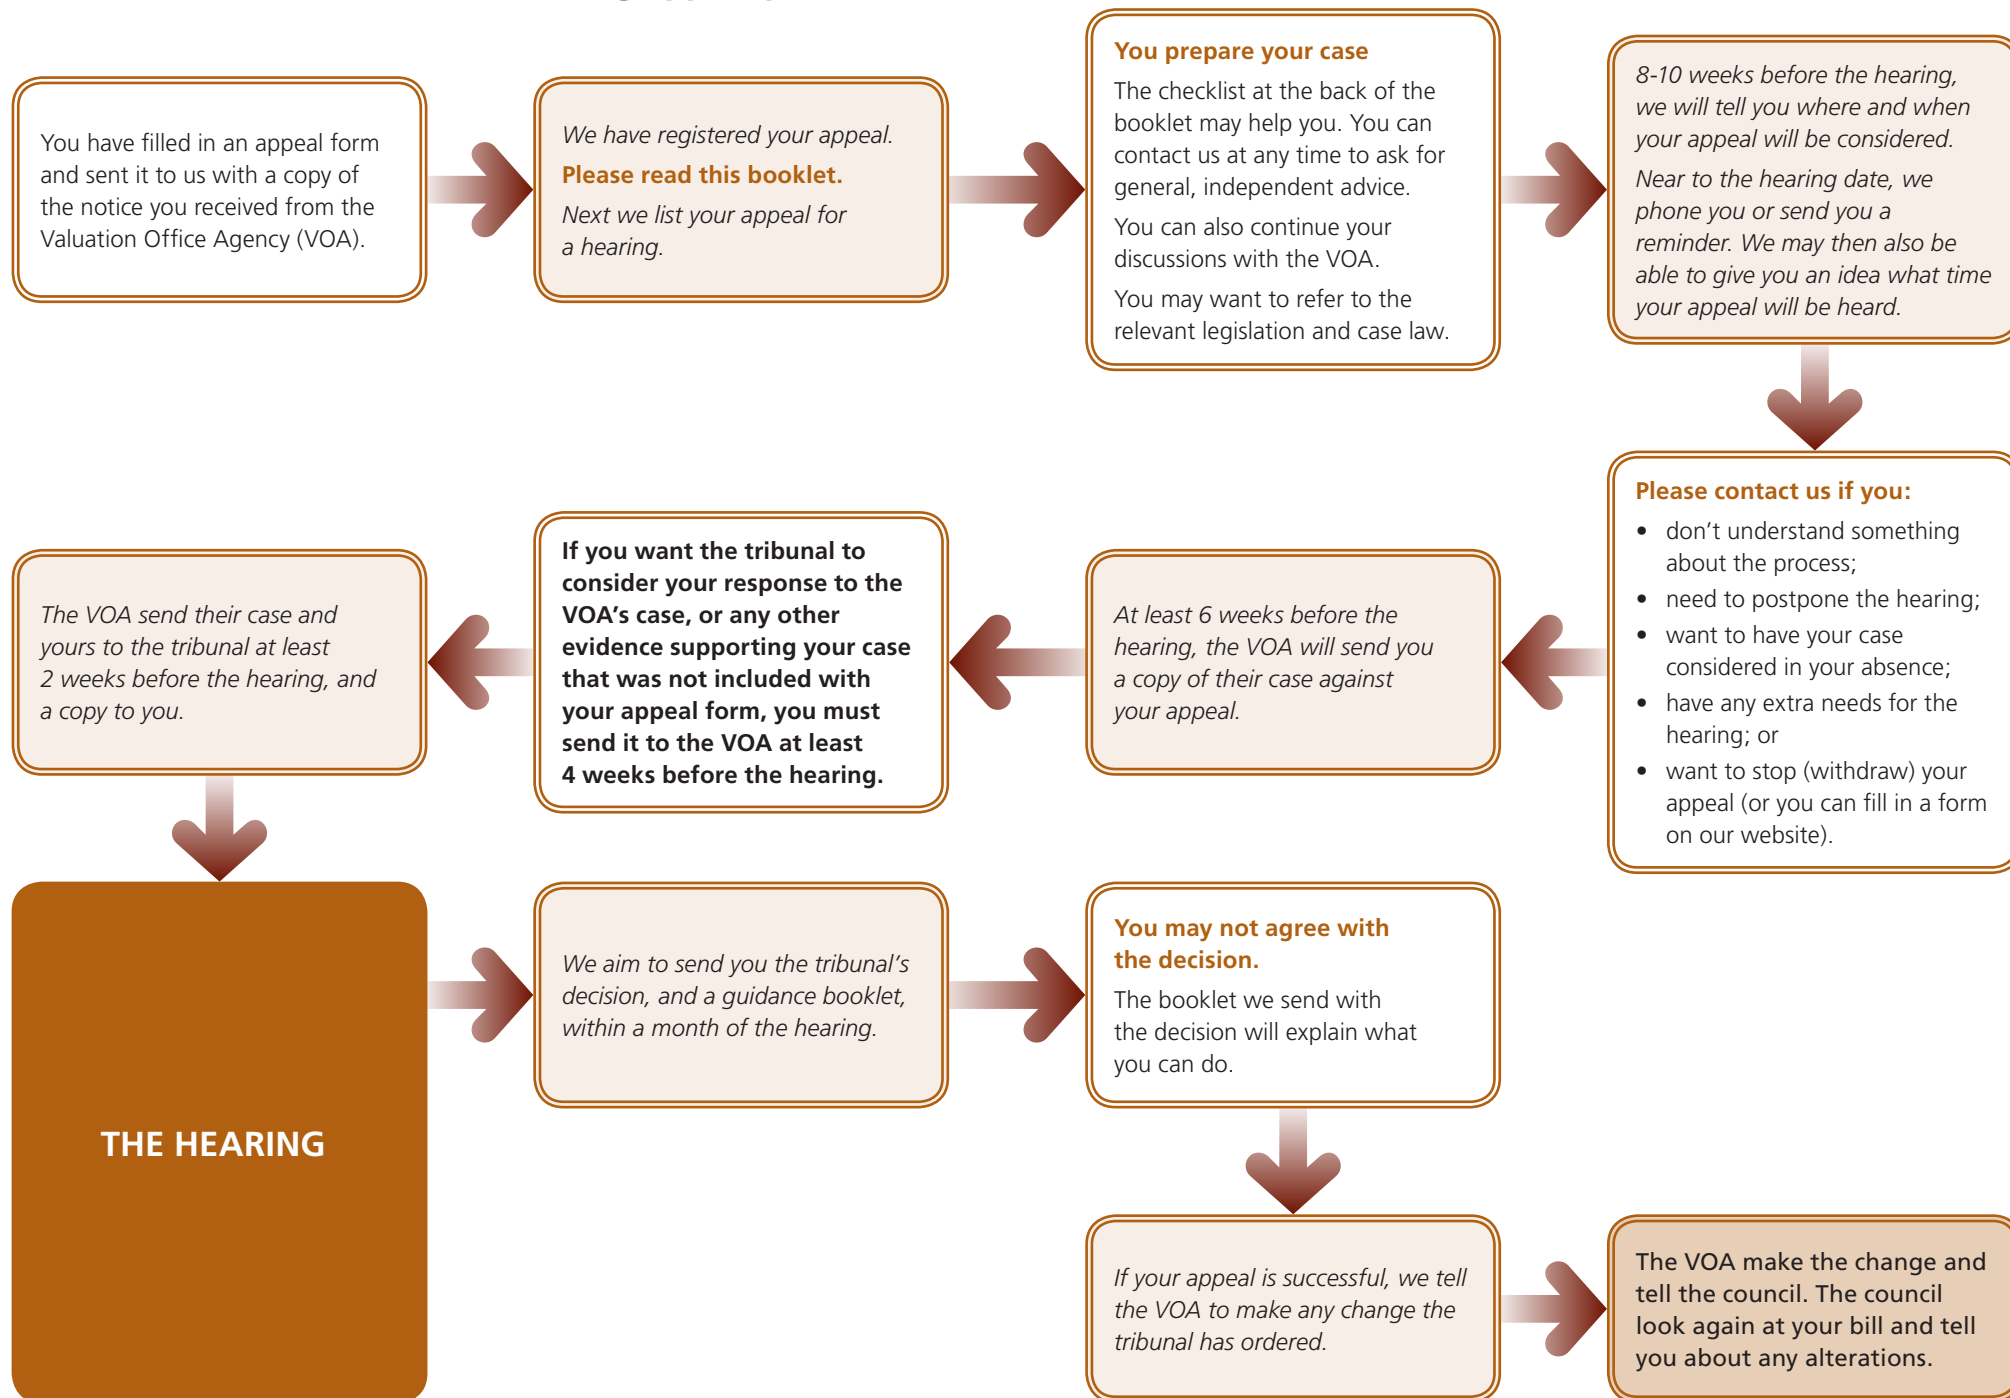 You have filled in an appeal form
and sent it to us with a copy of
the notice you received from the
Valuation Office Agency (VOA).
We have registered your appeal.
Please read this booklet.
Next we list your appeal for
a hearing.
You prepare your case
The checklist at the back of the
booklet may help you. You can
contact us at any time to ask for
general, independent advice.
You can also continue your
discussions with the VOA.
You may want to refer to the
relevant legislation and case law.
8-10 weeks before the hearing,
we will tell you where and when
your appeal will be considered.
Near to the hearing date, we
phone you or send you a
reminder. We may then also be
able to give you an idea what time
your appeal will be heard.
Please contact us if you:
• don't understand something
about the process;
• need to postpone the hearing;
• want to have your case
considered in your absence;
• have any extra needs for the
hearing; or
• want to stop (withdraw) your
appeal (or you can fill in a form
on our website).
At least 6 weeks before the
hearing, the VOA will send you
a copy of their case against
your appeal.
If you want the tribunal to
consider your response to the
VOA's case, or any other
evidence supporting your case
that was not included with
your appeal form, you must
send it to the VOA at least
4 weeks before the hearing.
The VOA send their case and
yours to the tribunal at least
2 weeks before the hearing, and
a copy to you.
THE HEARING
We aim to send you the tribunal's
decision, and a guidance booklet,
within a month of the hearing.
You may not agree with
the decision.
The booklet we send with
the decision will explain what
you can do.
If your appeal is successful, we tell
the VOA to make any change the
tribunal has ordered.
The VOA make the change and
tell the council. The council
look again at your bill and tell
you about any alterations.